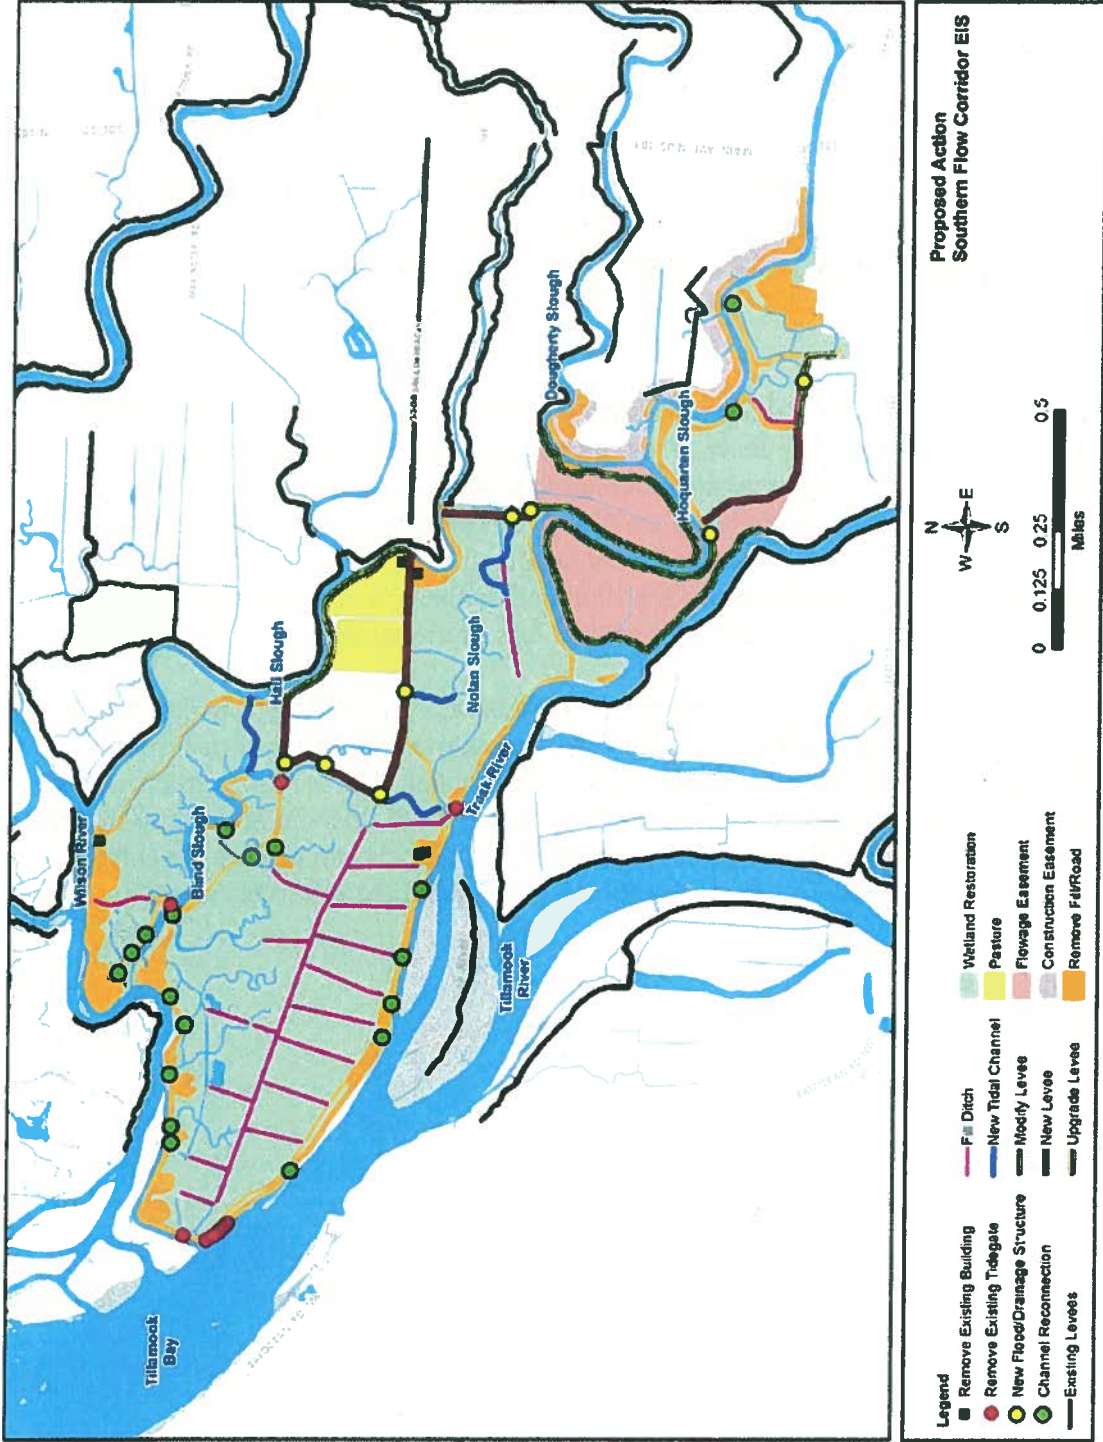 Wilson River
Blind Slough
Hall Slough
Dougherty Slough
Hoquarten Slough
Nolan Slough
Trask River
Tillamook
River
Tillamook
Bay
Proposed Action
Southern Flow Corridor EIS
N
W
E
S
0
0.125
0.25
0.5
Miles
Legend
Remove Existing Building
Remove Existing Tidegate
New Flood/Drainage Structure
Channel Reconnection
Existing Levees
Fill Ditch
New Tidal Channel
Modify Levee
New Levee
Upgrade Levee
Wetland Restoration
Pasture
Flowage Easement
Construction Easement
Remove Fill/Road